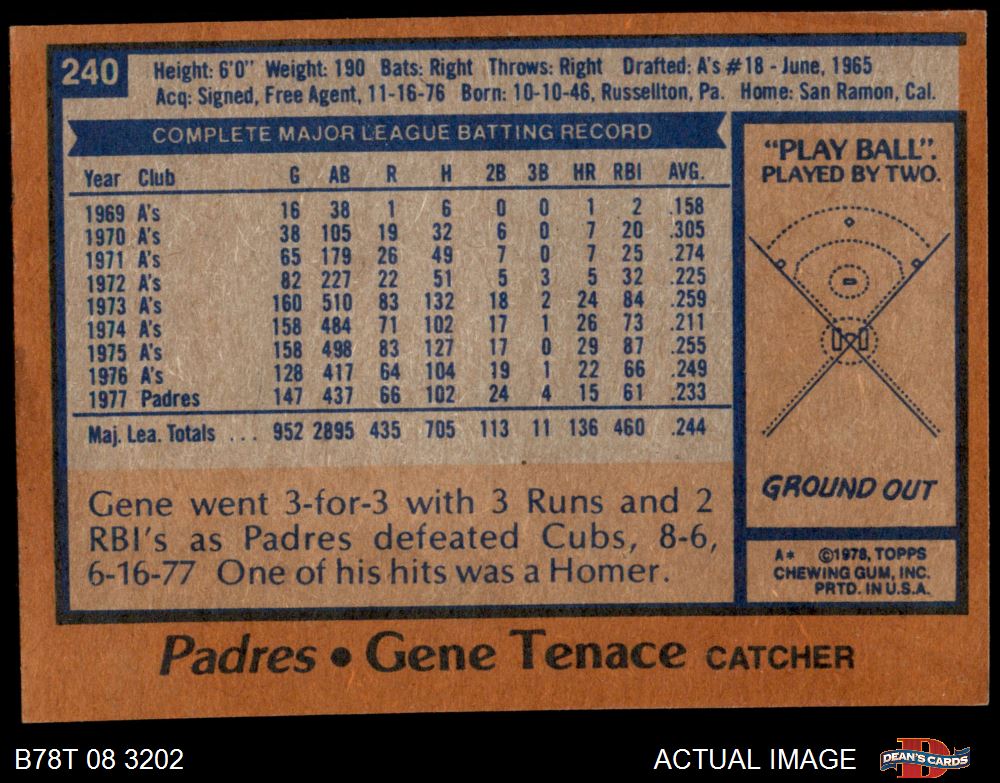 240
Height: 6'0" Weight: 190 Bats: Right Throws: Right Drafted: A's #18 - June, 1965
Acq: Signed, Free Agent, 11-16-76 Born: 10-10-46, Russellton, Pa. Home: San Ramon, Cal.
COMPLETE MAJOR LEAGUE BATTING RECORD
Year Club G AB R H 2B 3B HR RBI AVG.
1969 A's 16 38 1 6 0 0 1 2 .158
1970 A's 38 105 19 32 6 0 7 20 .305
1971 A's 65 179 26 49 7 0 7 25 .274
1972 A's 82 227 22 51 5 3 5 32 .225
1973 A's 160 510 83 132 18 2 24 84 .259
1974 A's 158 484 71 102 17 1 26 73 .211
1975 A's 158 498 83 127 17 0 29 87 .255
1976 A's 128 417 64 104 19 1 22 66 .249
1977 Padres 147 437 66 102 24 4 15 61 .233
Maj. Lea. Totals ... 952 2895 435 705 113 11 136 460 .244
Gene went 3-for-3 with 3 Runs and 2
RBI's as Padres defeated Cubs, 8-6,
6-16-77 One of his hits was a Homer.
"PLAY BALL".
PLAYED BY TWO.
GROUND OUT
A* ©1978, TOPPS
CHEWING GUM, INC.
PRTD. IN U.S.A.
Padres • Gene Tenace CATCHER
B78T 08 3202
ACTUAL IMAGE
D
DEAN'S CARDS